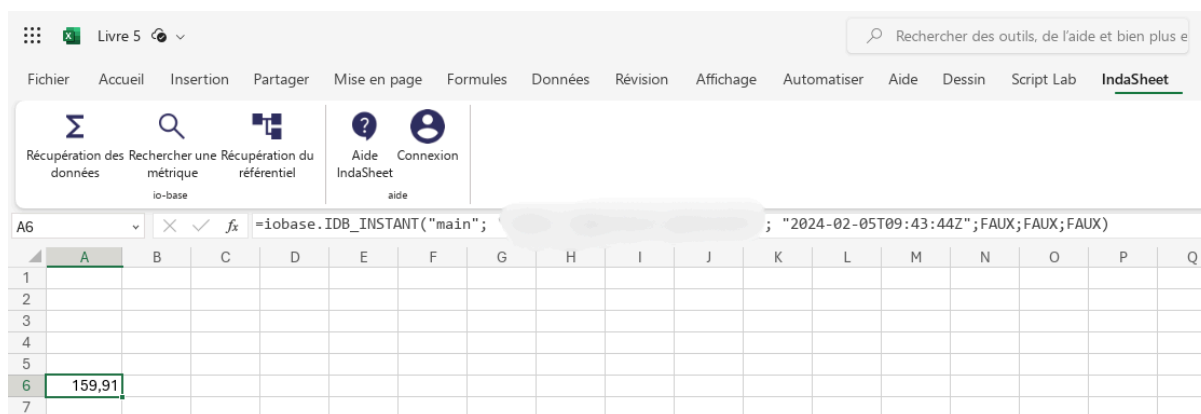 Livre 5
Rechercher des outils, de l'aide et bien plus e
Fichier Accueil Insertion Partager Mise en page Formules Données Révision Affichage Automatiser Aide Dessin Script Lab IndaSheet
Récupération des Rechercher une Récupération du Aide Connexion
données métrique référentiel IndaSheet
io-base aide
A6 fx =iobase.IDB_INSTANT("main"; " ; "2024-02-05T09:43:44Z";FAUX;FAUX;FAUX)
A B C D E F G H I J K L M N O P Q
1
2
3
4
5
6 159,91
7